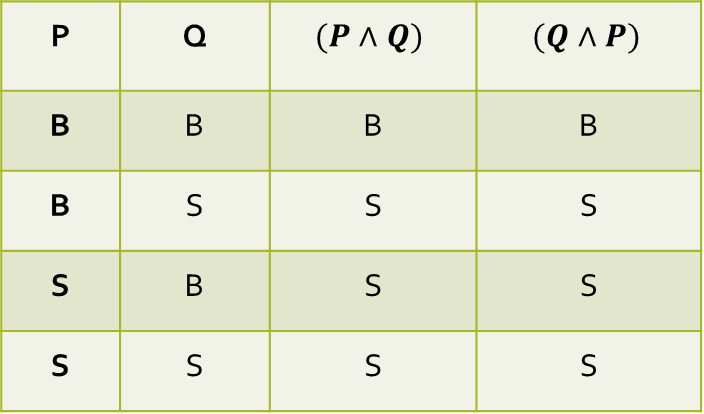 P Q (P ∧ Q) (Q ∧ P)
B B B B
B S S S
S B S S
S S S S